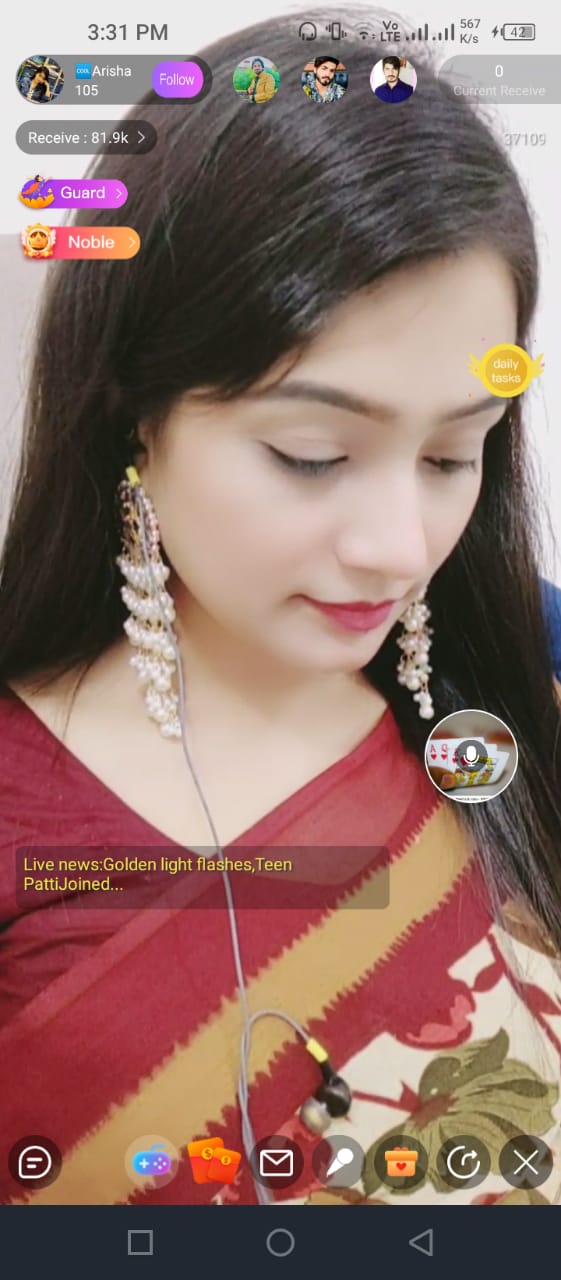 3:31 PM
Vo LTE
567 K/s
42
COOL Arisha
105
Follow
0
Current Receive
Receive : 81.9k
37109
Guard
Noble
daily
tasks
Live news:Golden light flashes,Teen
PattiJoined...